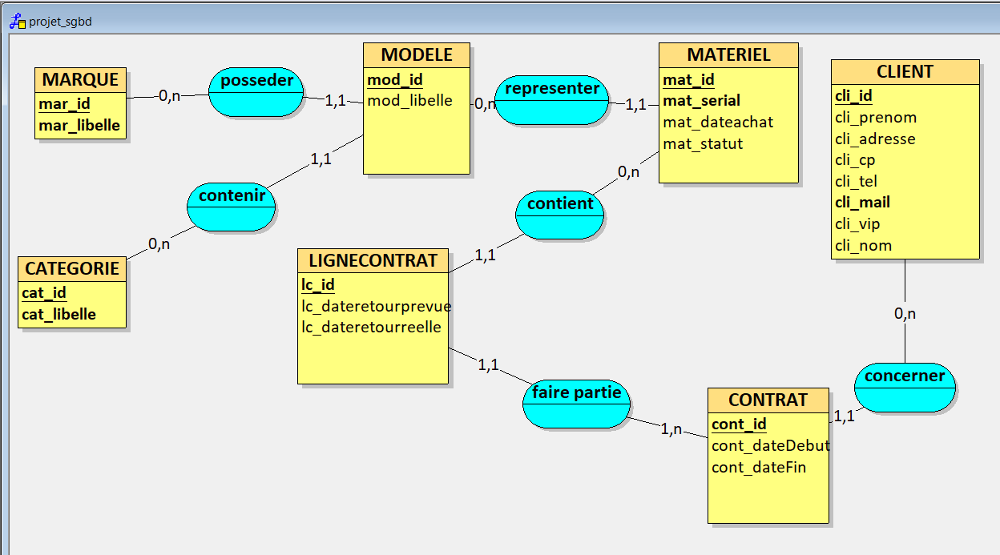 projet_sgbd
MARQUE
mar_id
mar_libelle
0,n
posseder
1,1
MODELE
mod_id
mod_libelle
0,n
representer
1,1
MATERIEL
mat_id
mat_serial
mat_dateachat
mat_statut
CLIENT
cli_id
cli_prenom
cli_adresse
cli_cp
cli_tel
cli_mail
cli_vip
cli_nom
1,1
contenir
0,n
CATEGORIE
cat_id
cat_libelle
0,n
contient
1,1
LIGNECONTRAT
lc_id
lc_dateretourprevue
lc_dateretourreelle
1,1
faire partie
1,n
CONTRAT
cont_id
cont_dateDebut
cont_dateFin
1,1
concerner
0,n